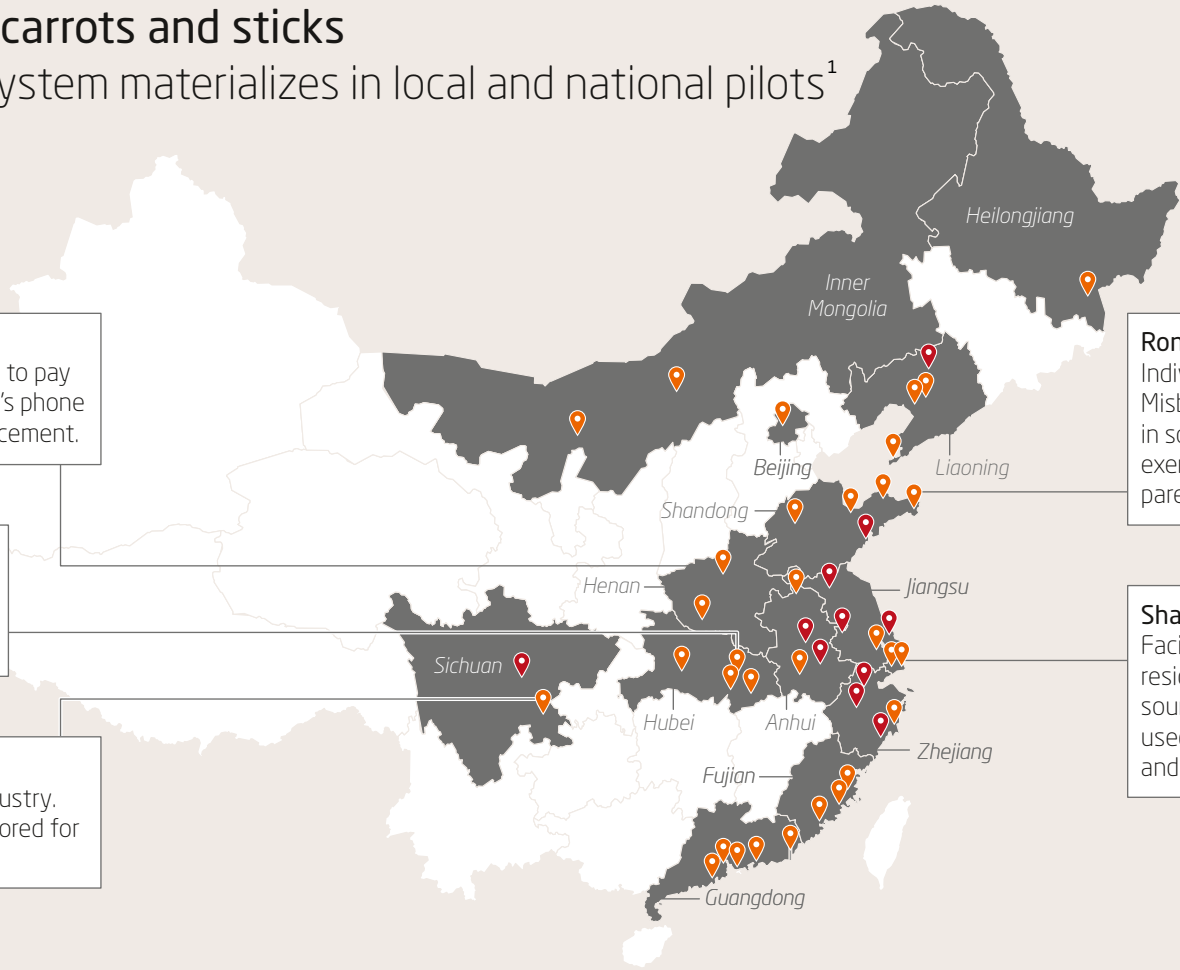 carrots and sticks
ystem materializes in local and national pilots1
Heilongjiang
Inner
Mongolia
to pay
's phone
cement.
Ron
Indiv
Misb
in so
exer
pare
Beijing
Liaoning
Shandong
Henan
Jiangsu
Sha
Faci
resid
sour
used
and
Sichuan
Hubei
Anhui
Zhejiang
Fujian
ustry.
ored for
Guangdong